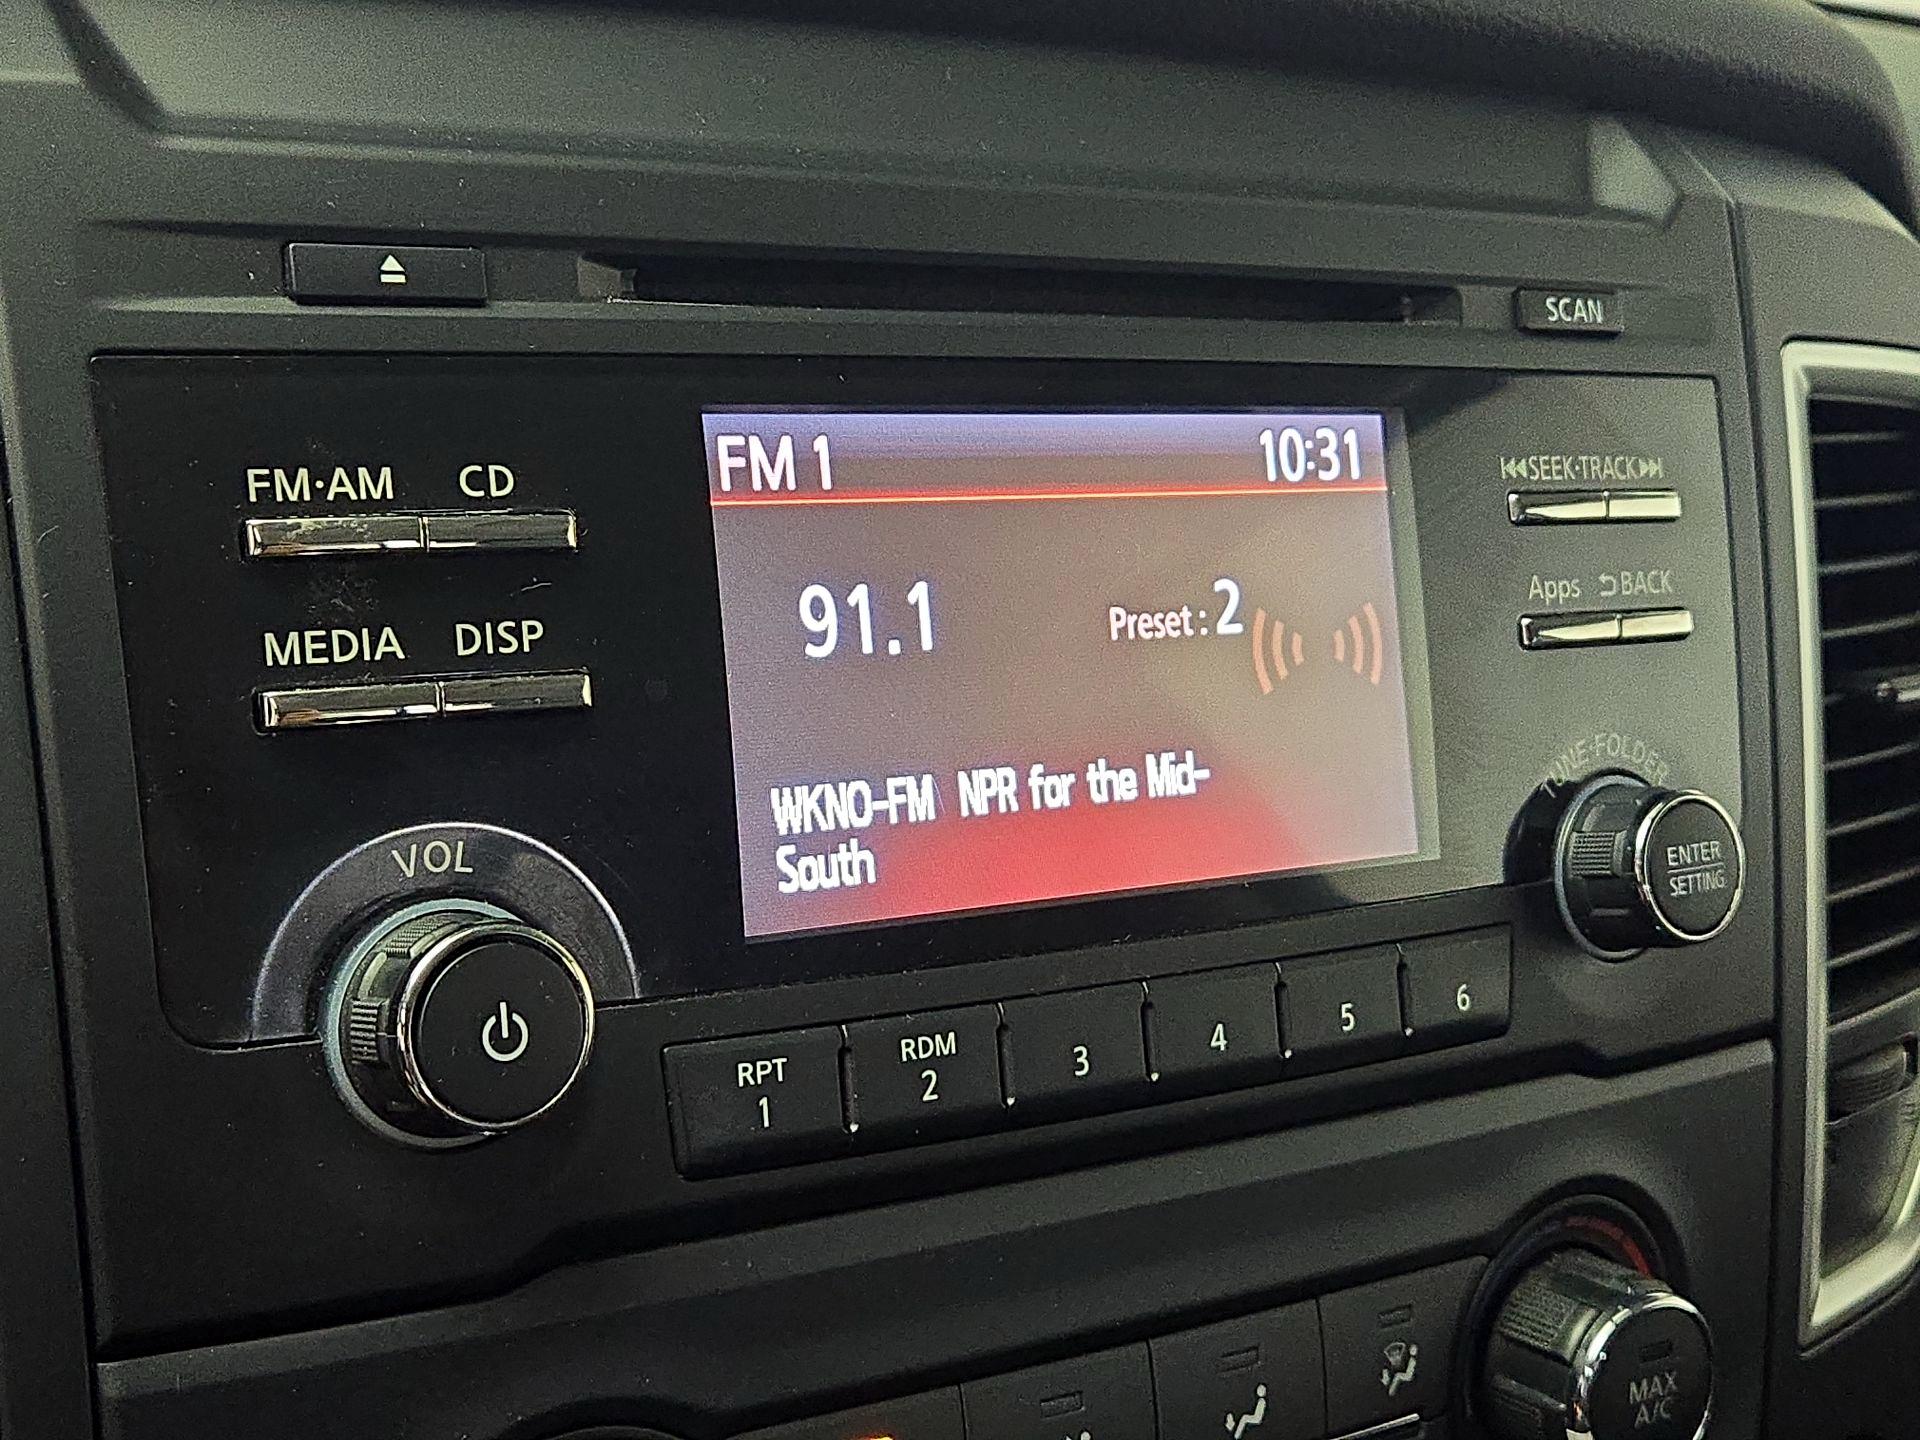 SCAN
FM·AM CD
FM 1 10:31
SEEK·TRACK
91.1 Preset: 2
Apps BACK
MEDIA DISP
TUNE·FOLDER
WKNO-FM NPR for the Mid-
South
VOL
ENTER
SETTING
RPT
1
RDM
2
3
4
5
6
MAX
A/C